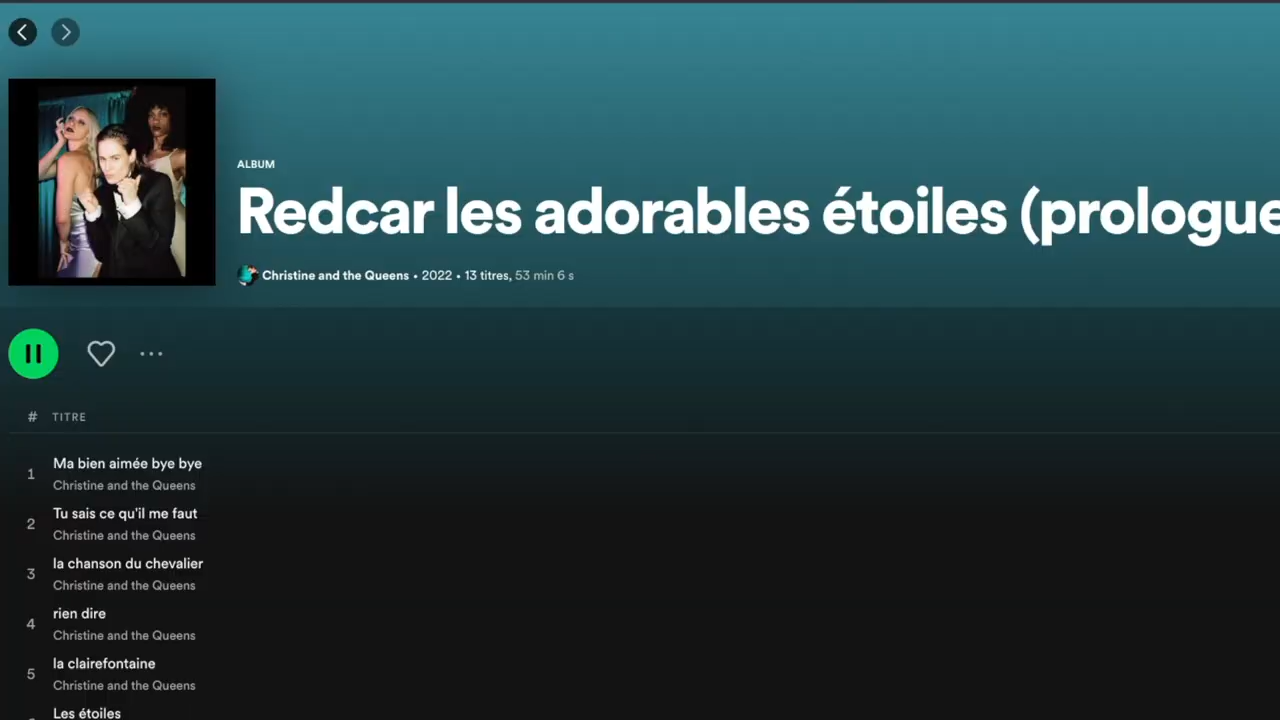 ALBUM
Redcar les adorables étoiles (prologue
Christine and the Queens • 2022 • 13 titres, 53 min 6 s
# TITRE
1 Ma bien aimée bye bye
Christine and the Queens
2 Tu sais ce qu'il me faut
Christine and the Queens
3 la chanson du chevalier
Christine and the Queens
4 rien dire
Christine and the Queens
5 la clairefontaine
Christine and the Queens
Les étoiles